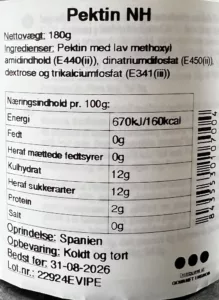 Pektin NH
Nettovægt: 180g
Ingredienser: Pektin med lav methoxyl
amidindhold (E440(ii)), dinatriumdifosfat (E450(i)),
dextrose og trikalciumfosfat (E341(iii))
Næringsindhold pr. 100g:
Energi 670kJ/160kcal
Fedt 0g
Heraf mættede fedtsyrer 0g
Kulhydrat 12g
Heraf sukkerarter 12g
Protein 2g
Salt 0g
Oprindelse: Spanien
Opbevaring: Koldt og tørt
Bedst før: 31-08-2026
Lot.nr.: 22924EVIPE